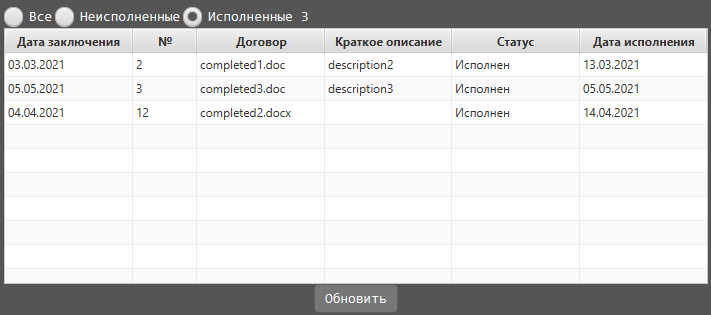 Все Неисполненные Исполненные 3
Дата заключения № Договор Краткое описание Статус Дата исполнения
03.03.2021 2 completed1.doc description2 Исполнен 13.03.2021
05.05.2021 3 completed3.doc description3 Исполнен 05.05.2021
04.04.2021 12 completed2.docx Исполнен 14.04.2021
Обновить